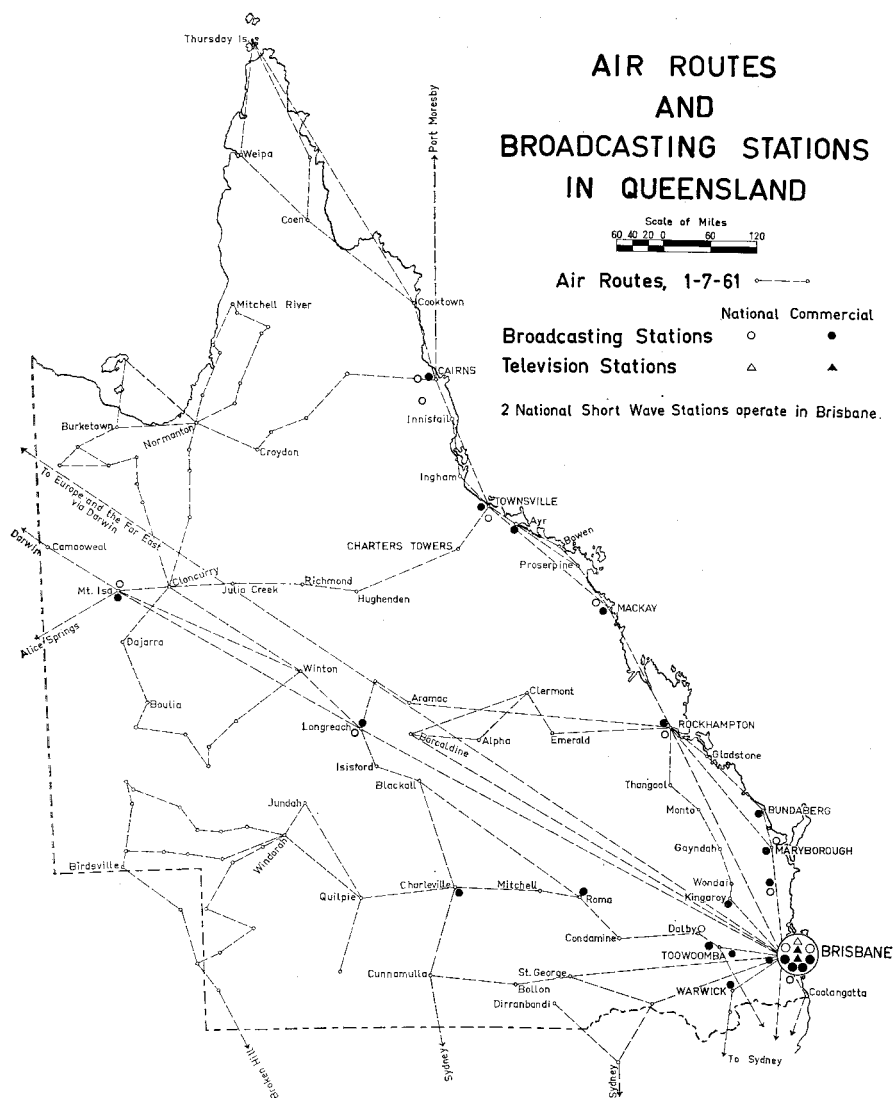 AIR ROUTES
AND
BROADCASTING STATIONS
IN QUEENSLAND
Scale of Miles
60 40 20 0 60 120
Air Routes, 1-7-61
National Commercial
Broadcasting Stations
Television Stations
2 National Short Wave Stations operate in Brisbane.
Thursday Is.
Port Moresby
Weipa
Coen
Cooktown
Mitchell River
CAIRNS
Innisfail
Burketown
Normanton
Croydon
Ingham
To Europe and the Far East
via Darwin
TOWNSVILLE
Ayr
Bowen
Darwin
Camooweal
CHARTERS TOWERS
Proserpine
Mt. Isa
Cloncurry
Julia Creek
Richmond
Hughenden
MACKAY
Alice Springs
Dajarra
Winton
Clermont
Aramac
Boulia
Longreach
Barcaldine
Alpha
Emerald
ROCKHAMPTON
Gladstone
Isisford
Blackall
Thangool
Jundah
Monto
BUNDABERG
Windorah
Gayndah
MARYBOROUGH
Birdsville
Quilpie
Charleville
Mitchell
Roma
Wondai
Kingaroy
Condamine
Dalby
TOOWOOMBA
BRISBANE
Cunnamulla
St. George
Bollon
Dirranbandi
WARWICK
Coolangatta
Broken Hill
Sydney
Sydney
To Sydney